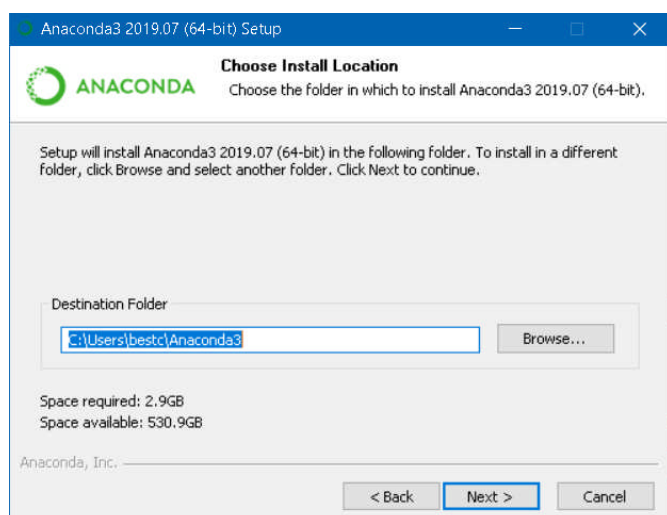 Anaconda3 2019.07 (64-bit) Setup
ANACONDA
Choose Install Location
Choose the folder in which to install Anaconda3 2019.07 (64-bit).
Setup will install Anaconda3 2019.07 (64-bit) in the following folder. To install in a different
folder, click Browse and select another folder. Click Next to continue.
Destination Folder
C:\Users\bestc\Anaconda3
Browse...
Space required: 2.9GB
Space available: 530.9GB
Anaconda, Inc.
< Back
Next >
Cancel